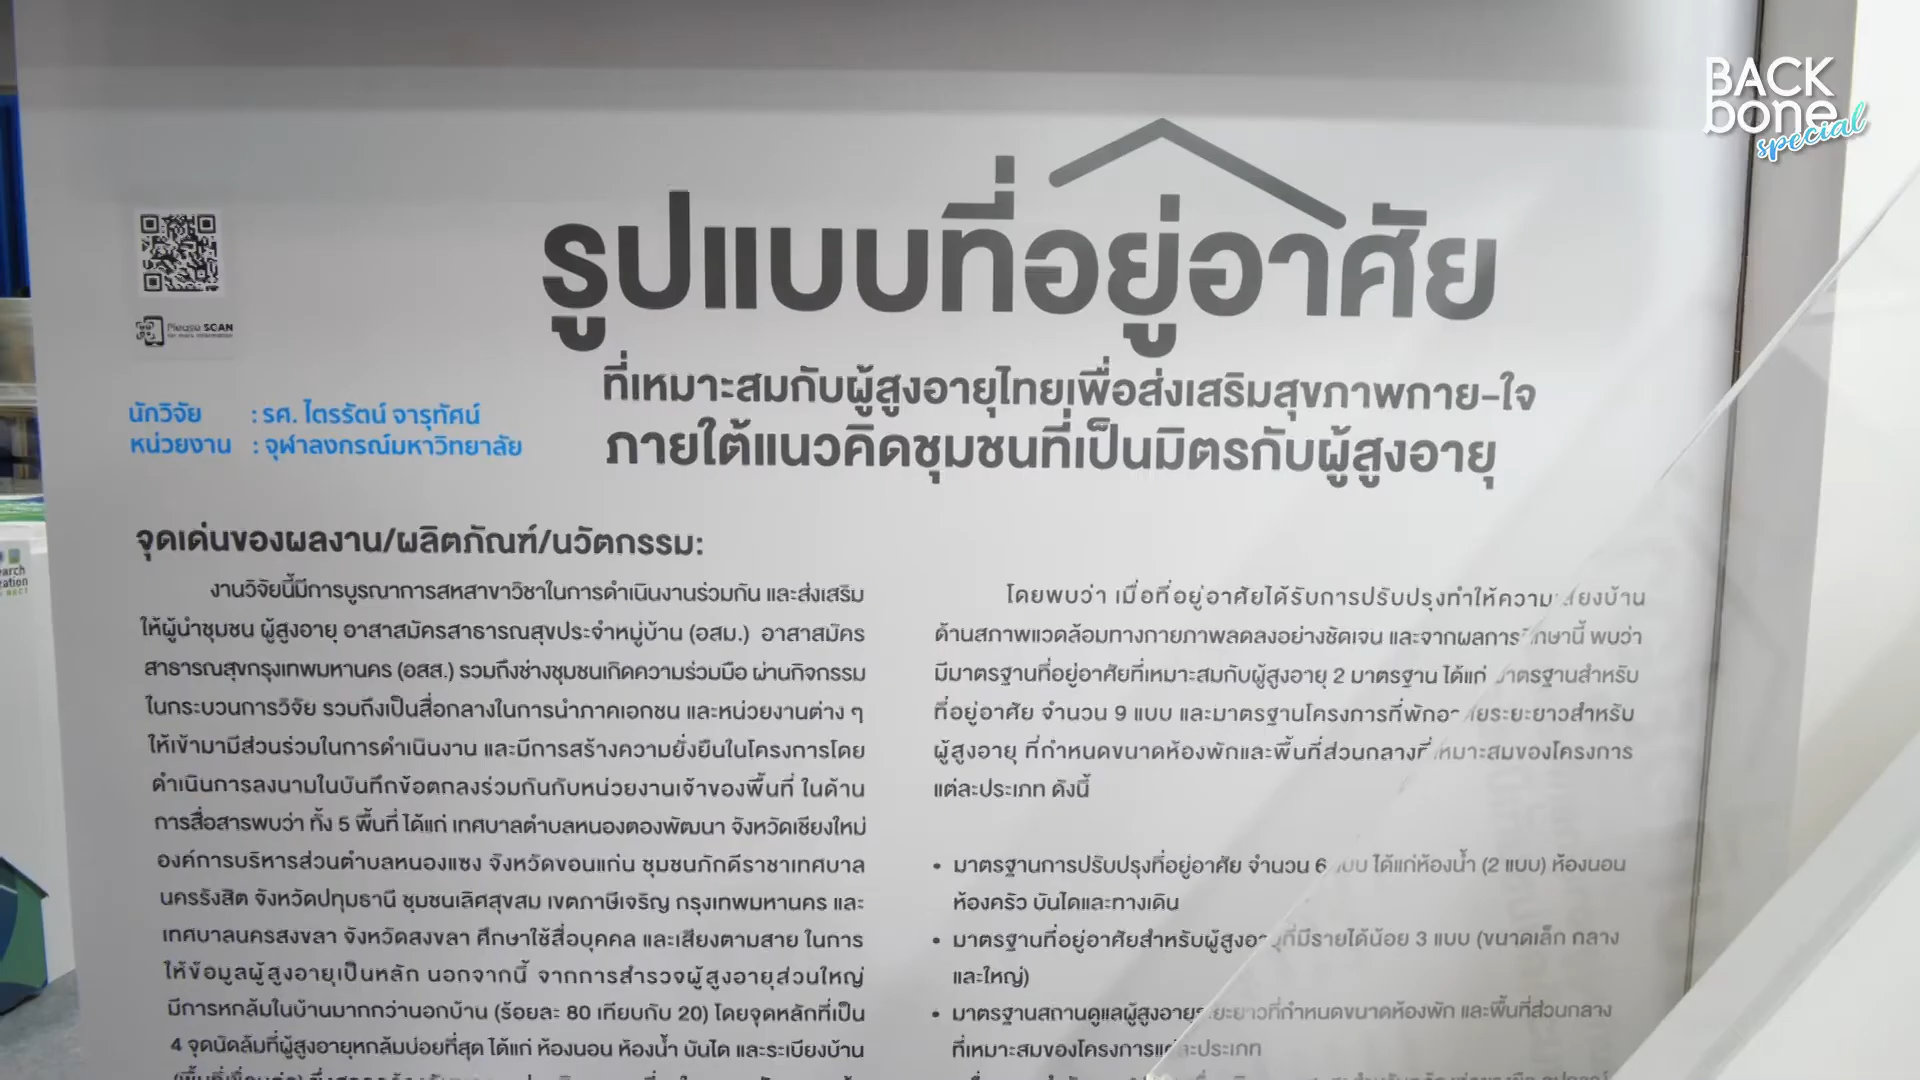 BACK
bone
special
รูปแบบที่อยู่อาศัย
ที่เหมาะสมกับผู้สูงอายุไทยเพื่อส่งเสริมสุขภาพกาย-ใจ
ภายใต้แนวคิดชุมชนที่เป็นมิตรกับผู้สูงอายุ
Please SCAN
for more information
นักวิจัย : รศ. ไตรรัตน์ จารุทัศน์
หน่วยงาน : จุฬาลงกรณ์มหาวิทยาลัย
จุดเด่นของผลงาน/ผลิตภัณฑ์/นวัตกรรม:
งานวิจัยนี้มีการบูรณาการสหสาขาวิชาในการดำเนินงานร่วมกัน และส่งเสริม
ให้ผู้นำชุมชน ผู้สูงอายุ อาสาสมัครสาธารณสุขประจำหมู่บ้าน (อสม.) อาสาสมัคร
สาธารณสุขกรุงเทพมหานคร (อสส.) รวมถึงช่างชุมชนเกิดความร่วมมือ ผ่านกิจกรรม
ในกระบวนการวิจัย รวมถึงเป็นสื่อกลางในการนำภาคเอกชน และหน่วยงานต่าง ๆ
ให้เข้ามามีส่วนร่วมในการดำเนินงาน และมีการสร้างความยั่งยืนในโครงการโดย
ดำเนินการลงนามในบันทึกข้อตกลงร่วมกันกับหน่วยงานเจ้าของพื้นที่ ในด้าน
การสื่อสารพบว่า ทั้ง 5 พื้นที่ ได้แก่ เทศบาลตำบลหนองตองพัฒนา จังหวัดเชียงใหม่
องค์การบริหารส่วนตำบลหนองแซง จังหวัดขอนแก่น ชุมชนภักดีราชาเทศบาล
นครรังสิต จังหวัดปทุมธานี ชุมชนเลิศสุขสม เขตภาษีเจริญ กรุงเทพมหานคร และ
เทศบาลนครสงขลา จังหวัดสงขลา ศึกษาใช้สื่อบุคคล และเสียงตามสาย ในการ
ให้ข้อมูลผู้สูงอายุเป็นหลัก นอกจากนี้ จากการสำรวจผู้สูงอายุส่วนใหญ่
มีการหกล้มในบ้านมากกว่านอกบ้าน (ร้อยละ 80 เทียบกับ 20) โดยจุดหลักที่เป็น
4 จุดนัดล้มที่ผู้สูงอายุหกล้มบ่อยที่สุด ได้แก่ ห้องนอน ห้องน้ำ บันได และระเบียงบ้าน
โดยพบว่า เมื่อที่อยู่อาศัยได้รับการปรับปรุงทำให้ความเสี่ยงบ้าน
ด้านสภาพแวดล้อมทางกายภาพลดลงอย่างชัดเจน และจากผลการศึกษานี้ พบว่า
มีมาตรฐานที่อยู่อาศัยที่เหมาะสมกับผู้สูงอายุ 2 มาตรฐาน ได้แก่ มาตรฐานสำหรับ
ที่อยู่อาศัย จำนวน 9 แบบ และมาตรฐานโครงการที่พักอาศัยระยะยาวสำหรับ
ผู้สูงอายุ ที่กำหนดขนาดห้องพักและพื้นที่ส่วนกลางที่เหมาะสมของโครงการ
แต่ละประเภท ดังนี้
• มาตรฐานการปรับปรุงที่อยู่อาศัย จำนวน 6 แบบ ได้แก่ห้องน้ำ (2 แบบ) ห้องนอน
ห้องครัว บันไดและทางเดิน
• มาตรฐานที่อยู่อาศัยสำหรับผู้สูงอายุที่มีรายได้น้อย 3 แบบ (ขนาดเล็ก กลาง
และใหญ่)
• มาตรฐานสถานดูแลผู้สูงอายุระยะยาวที่กำหนดขนาดห้องพัก และพื้นที่ส่วนกลาง
ที่เหมาะสมของโครงการแต่ละประเภท